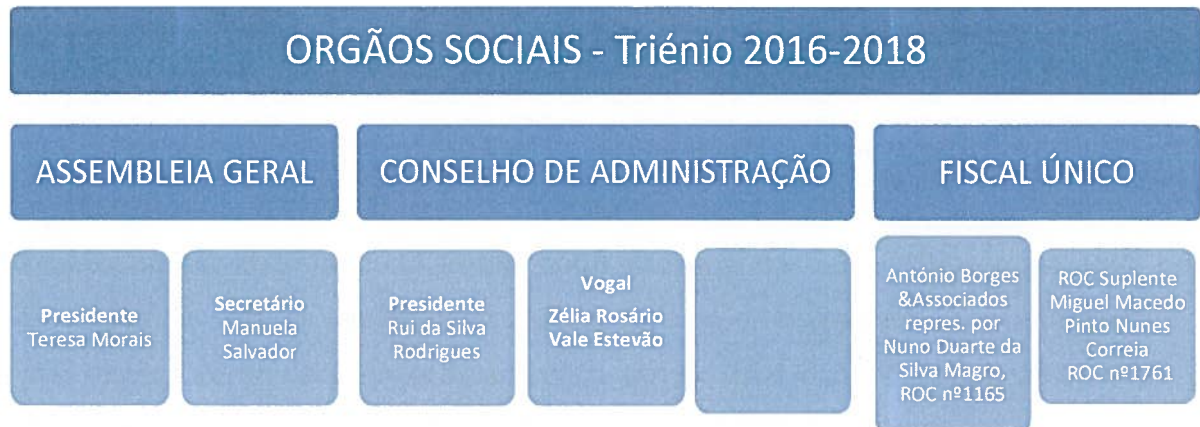 ORGÃOS SOCIAIS - Triénio 2016-2018
ASSEMBLEIA GERAL
CONSELHO DE ADMINISTRAÇÃO
FISCAL ÚNICO
Presidente
Teresa Morais
Secretário
Manuela
Salvador
Presidente
Rui da Silva
Rodrigues
Vogal
Zélia Rosário
Vale Estevão
António Borges
&Associados
repres. por
Nuno Duarte da
Silva Magro,
ROC nº1165
ROC Suplente
Miguel Macedo
Pinto Nunes
Correia
ROC nº1761